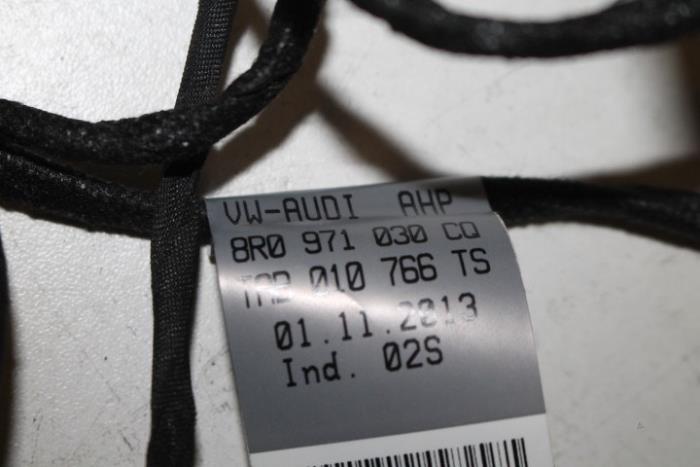 VW-AUDI AHP
8R0 971 030 CQ
TAB 010 766 TS
01.11.2013
Ind. 02S